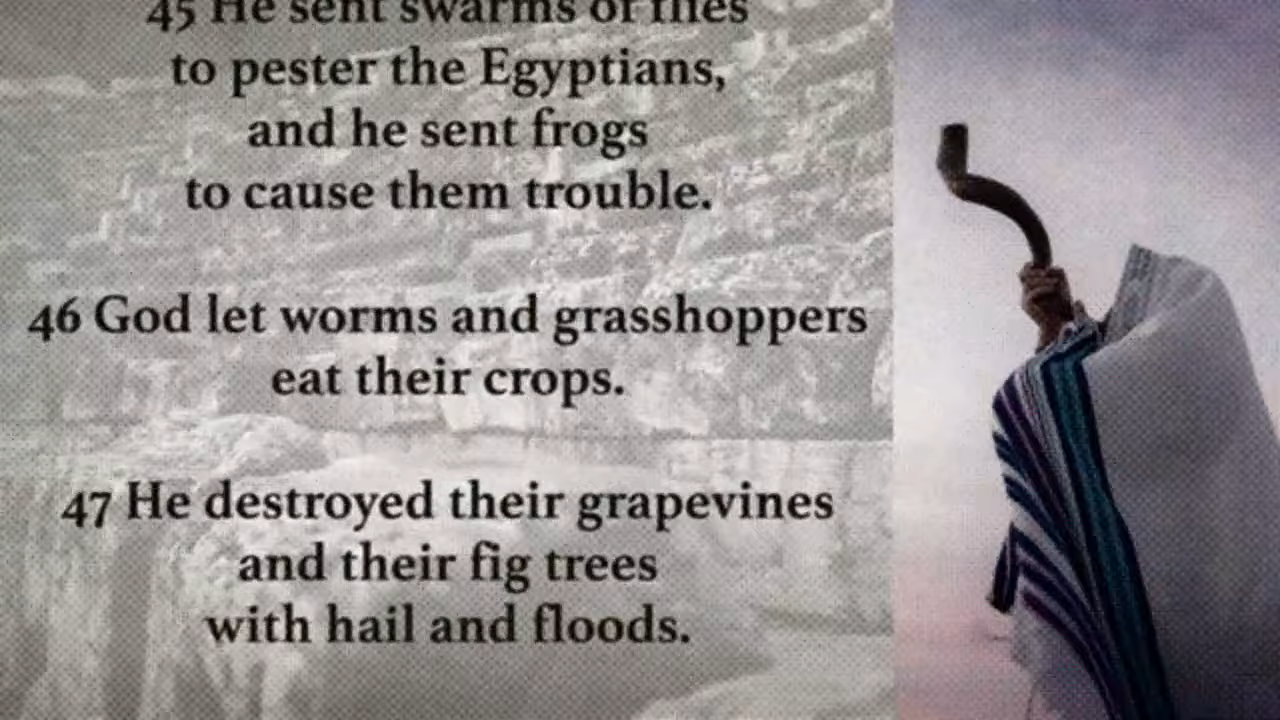 45 He sent swarms of flies
to pester the Egyptians,
and he sent frogs
to cause them trouble.
46 God let worms and grasshoppers
eat their crops.
47 He destroyed their grapevines
and their fig trees
with hail and floods.